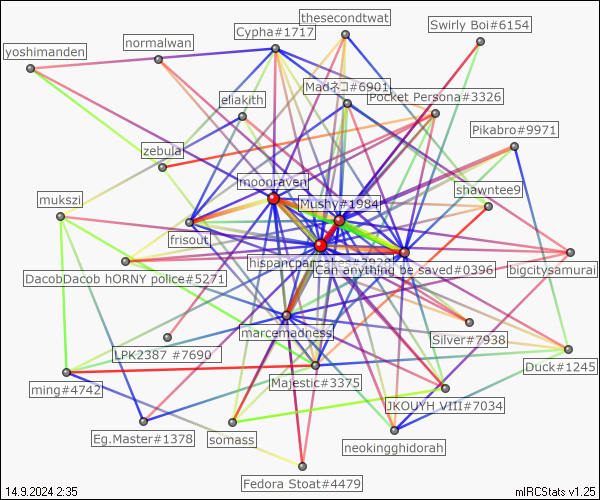 thesecondtwat
Swirly Boi#6154
Cypha#1717
normalwan
yoshimanden
Madネコ#6901
Pocket Persona#3326
eliakith
Pikabro#9971
zebula
moonraven
shawntee9
mukszi
Mushy#1984
frisout
Can anything be saved#0396
bigcitysamurai
DacobDacob hORNY police#5271
marcemadness
Silver#7938
LPK2387 #7690
Duck#1245
ming#4742
Majestic#3375
JKOUYH VIII#7034
Eg.Master#1378
somass
neokingghidorah
Fedora Stoat#4479
14.9.2024 2:35
mIRCStats v1.25